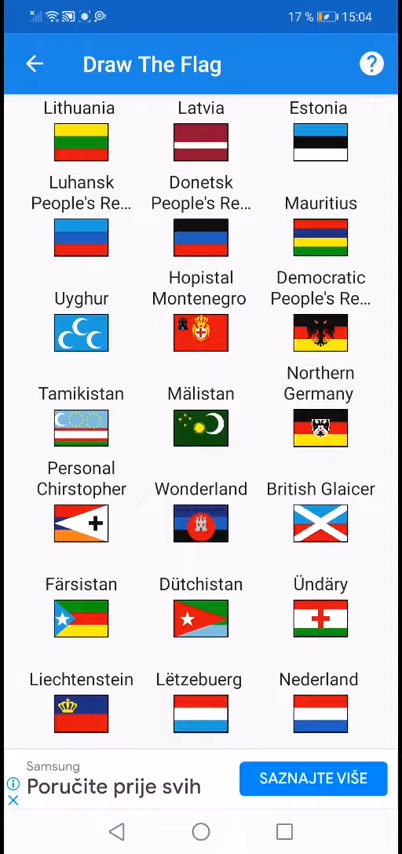 17 % 15:04
Draw The Flag
Lithuania Latvia Estonia
Luhansk Donetsk
People's Re... People's Re... Mauritius
Hopistal Democratic
Uyghur Montenegro People's Re...
Northern
Tamikistan Mälistan Germany
Personal
Chirstopher Wonderland British Glaicer
Färsistan Dütchistan Ündäry
Liechtenstein Lëtzebuerg Nederland
Samsung
Poručite prije svih
SAZNAJTE VIŠE